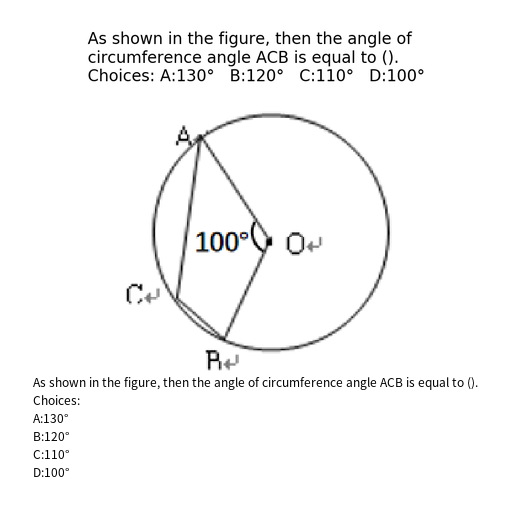 As shown in the figure, then the angle of
circumference angle ACB is equal to ().
Choices: A:130° B:120° C:110° D:100°
A
100° O↵
C↵
B↵
As shown in the figure, then the angle of circumference angle ACB is equal to ().
Choices:
A:130°
B:120°
C:110°
D:100°